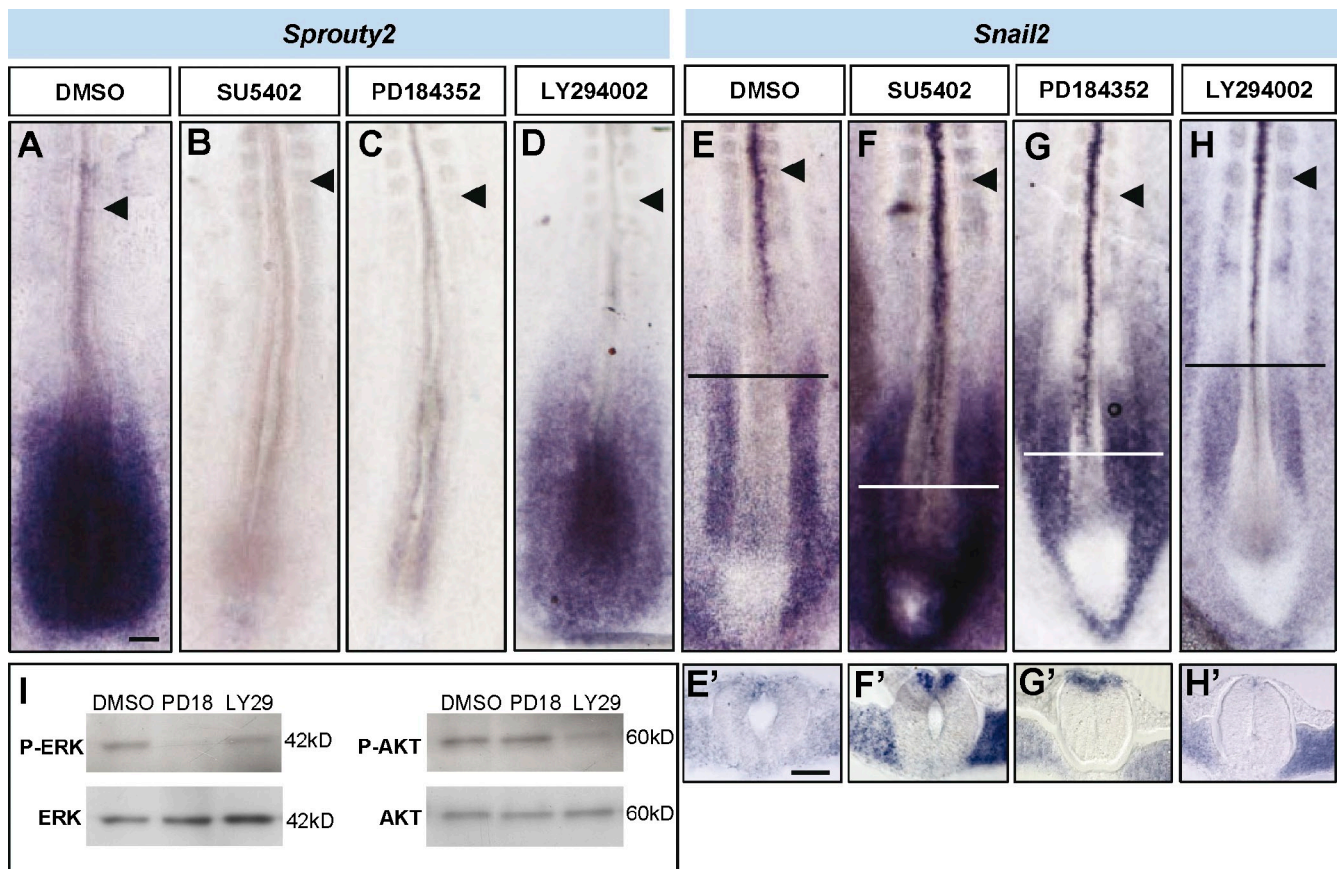 Sprouty2 Snail2
DMSO SU5402 PD184352 LY294002 DMSO SU5402 PD184352 LY294002
A B C D E F G H
I
DMSO PD18 LY29 DMSO PD18 LY29
P-ERK 42kD P-AKT 60kD
ERK 42kD AKT 60kD
E' F' G' H'